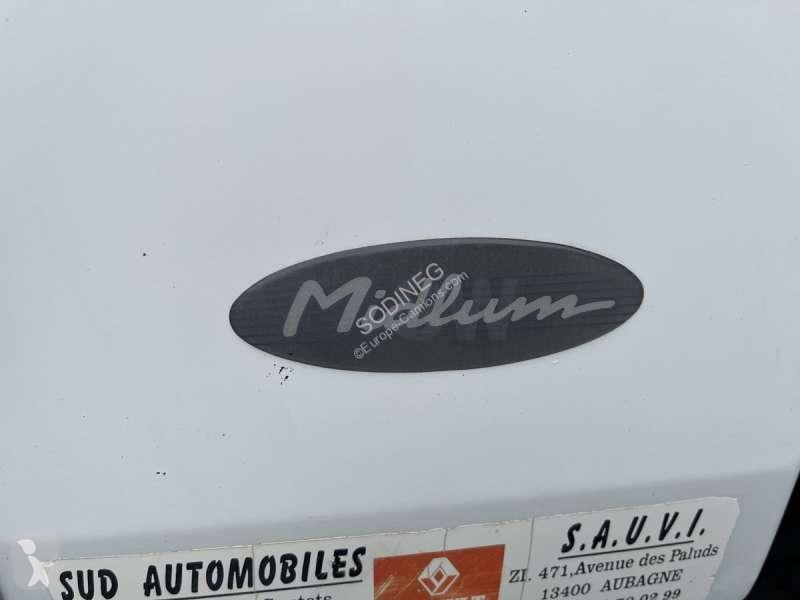 Midlum
SODINEG
©Europe-Camions.com
S.A.U.V.I.
SUD AUTOMOBILES
ZI. 471,Avenue des Paluds
13400 AUBAGNE